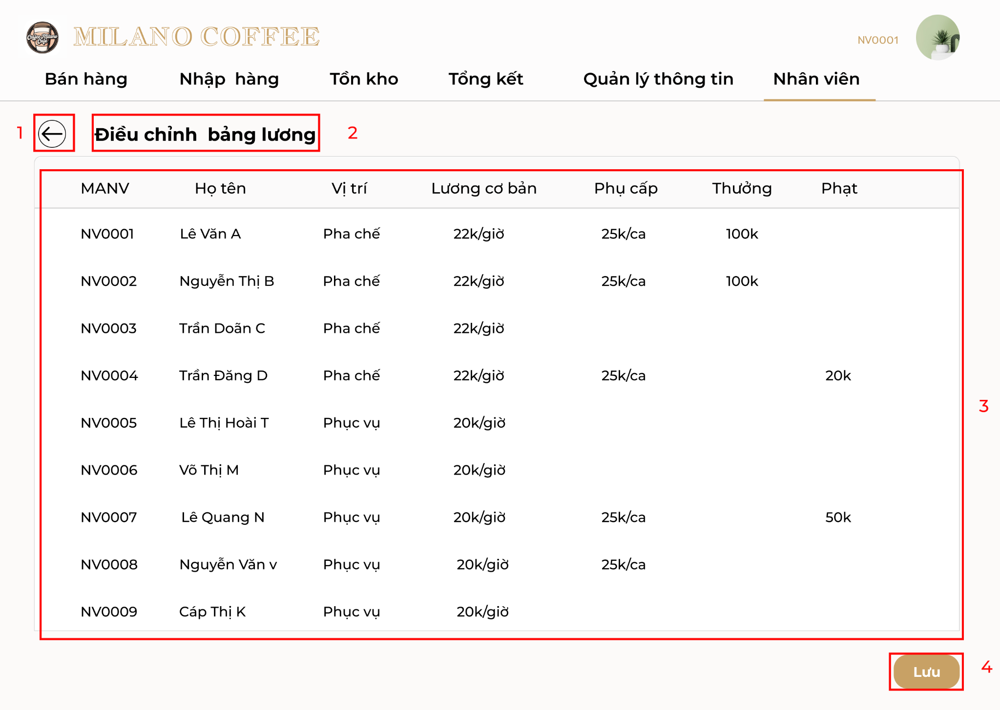 Coffee Milano
Cafe
MILANO COFFEE
NV0001
Bán hàng Nhập hàng Tồn kho Tổng kết Quản lý thông tin Nhân viên
1 Điều chỉnh bảng lương 2
MANV Họ tên Vị trí Lương cơ bản Phụ cấp Thưởng Phạt
NV0001 Lê Văn A Pha chế 22k/giờ 25k/ca 100k
NV0002 Nguyễn Thị B Pha chế 22k/giờ 25k/ca 100k
NV0003 Trần Doãn C Pha chế 22k/giờ
NV0004 Trần Đăng D Pha chế 22k/giờ 25k/ca 20k
3
NV0005 Lê Thị Hoài T Phục vụ 20k/giờ
NV0006 Võ Thị M Phục vụ 20k/giờ
NV0007 Lê Quang N Phục vụ 20k/giờ 25k/ca 50k
NV0008 Nguyễn Văn v Phục vụ 20k/giờ 25k/ca
NV0009 Cáp Thị K Phục vụ 20k/giờ
Lưu 4